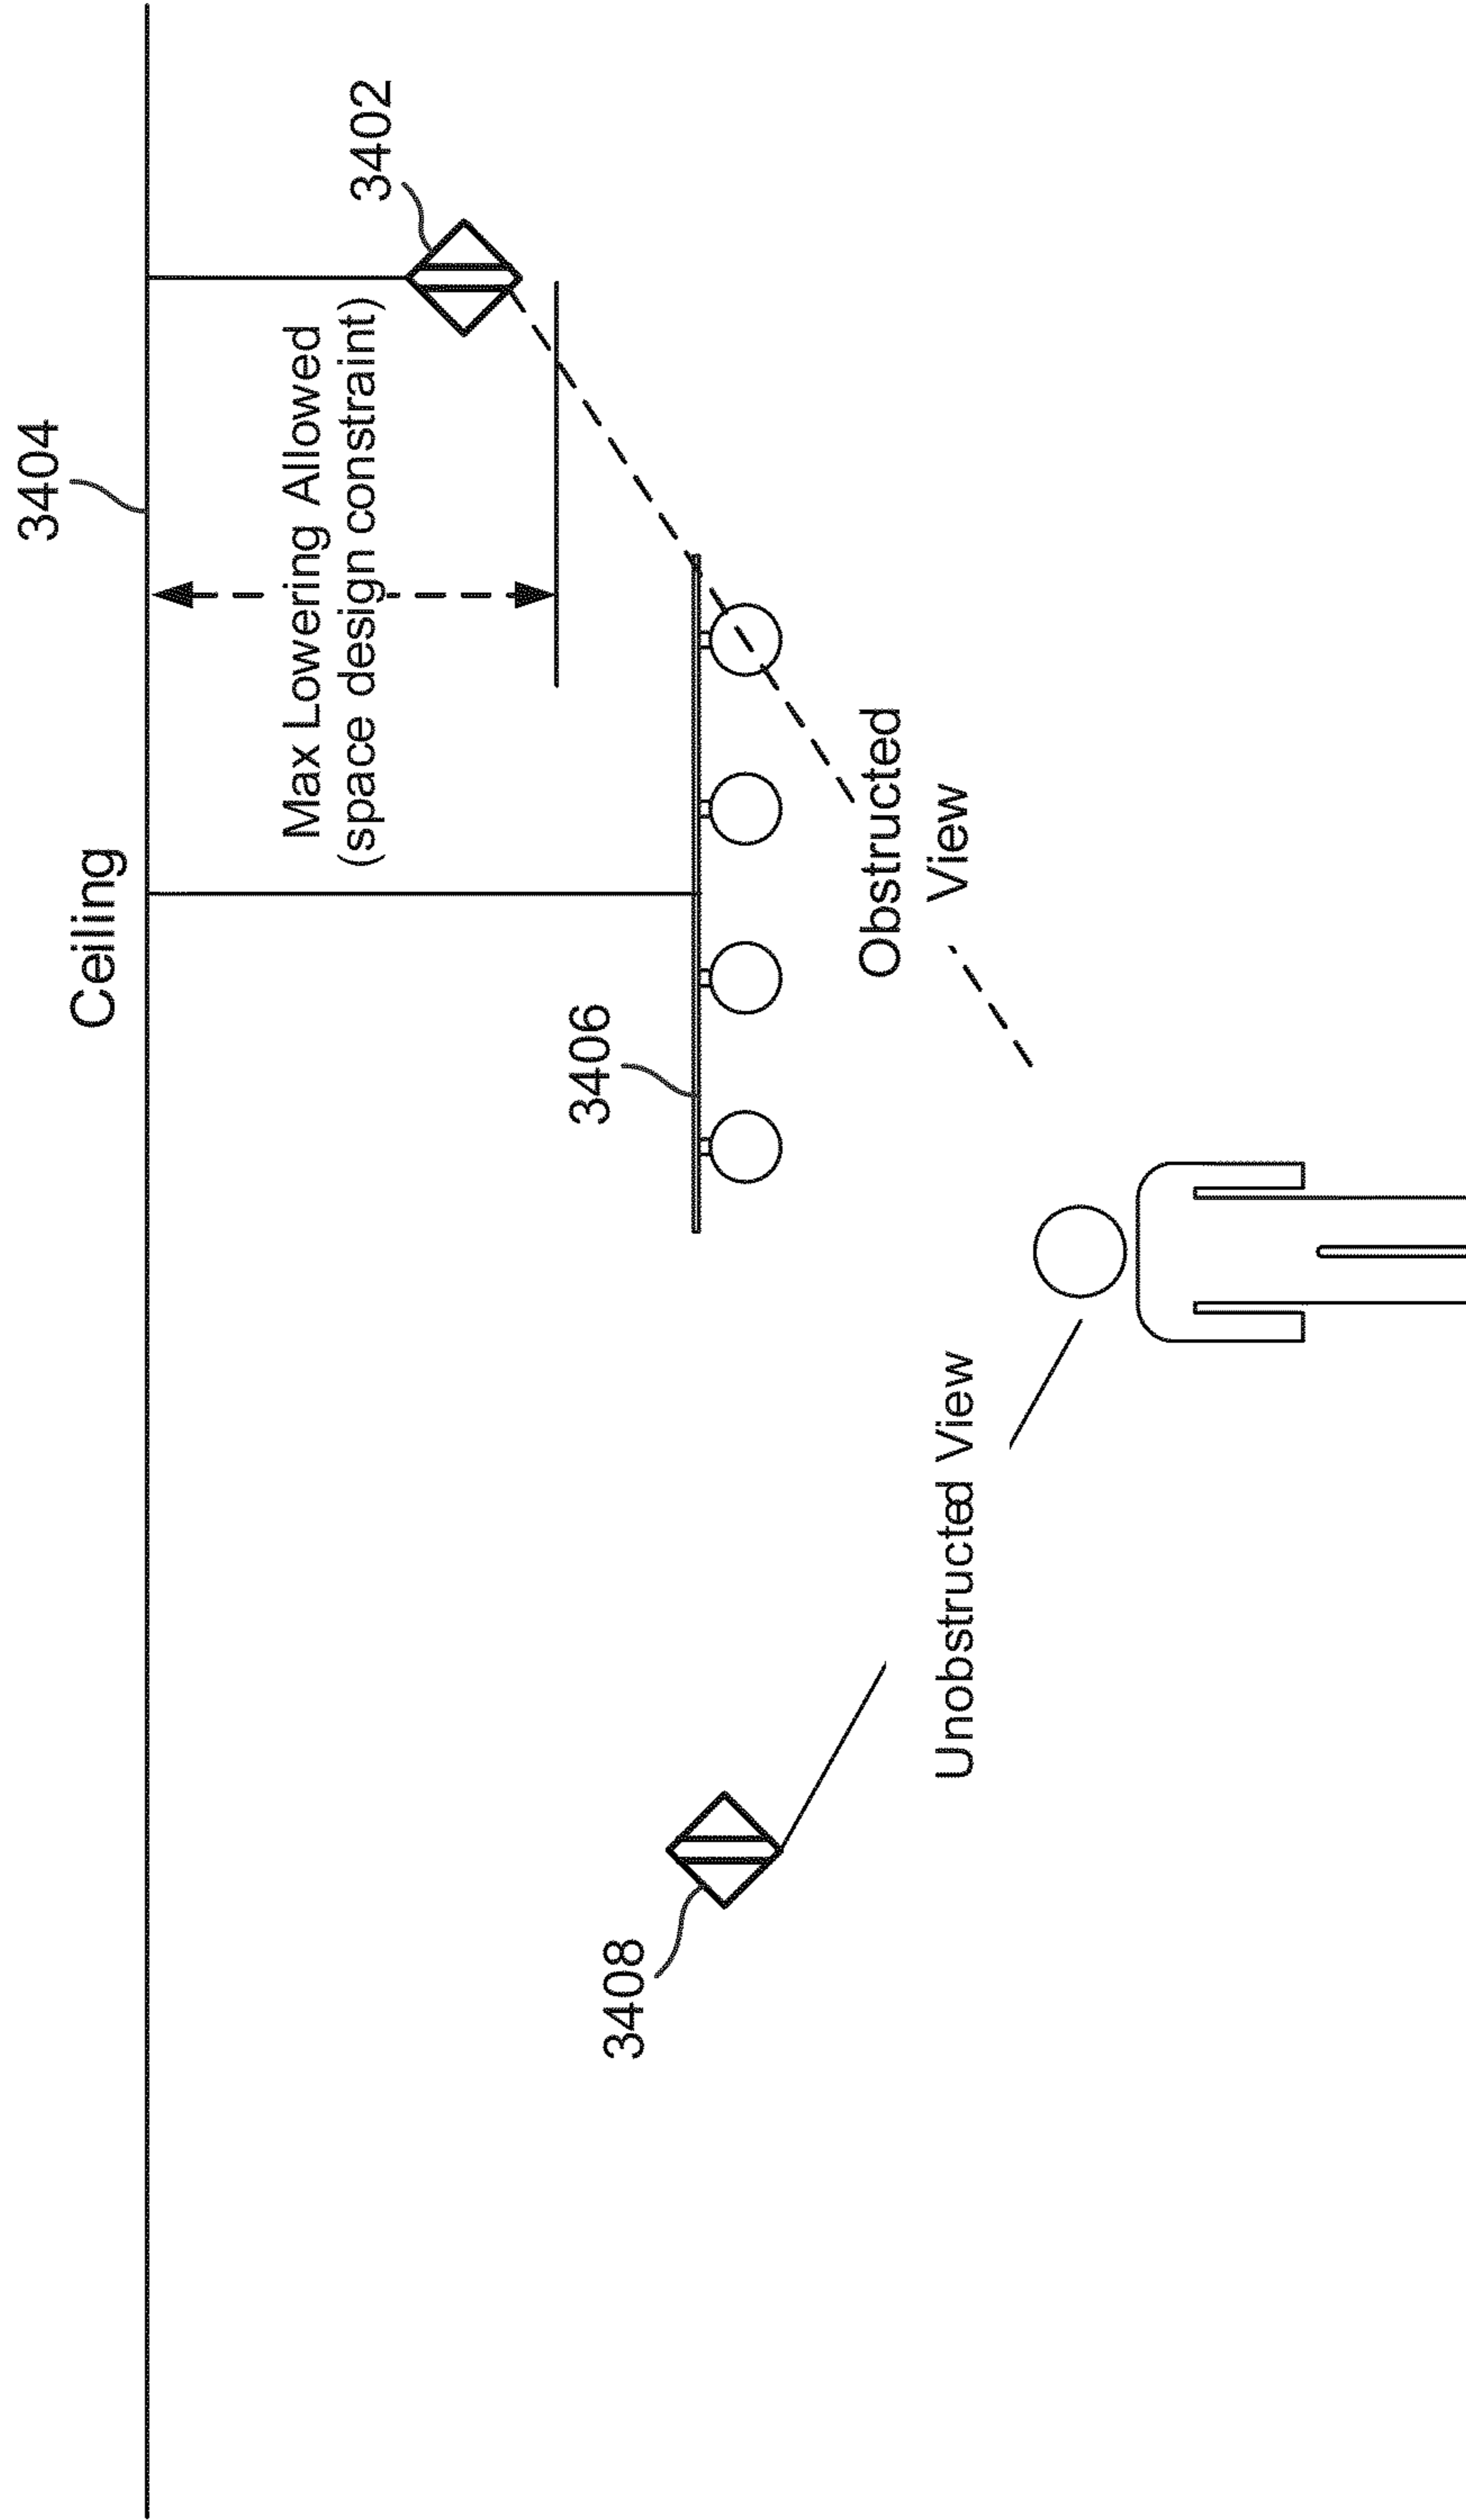 3404
Ceiling
3402
Max Lowering Allowed
(space design constraint)
3406
3408
Obstructed
View
Unobstructed View